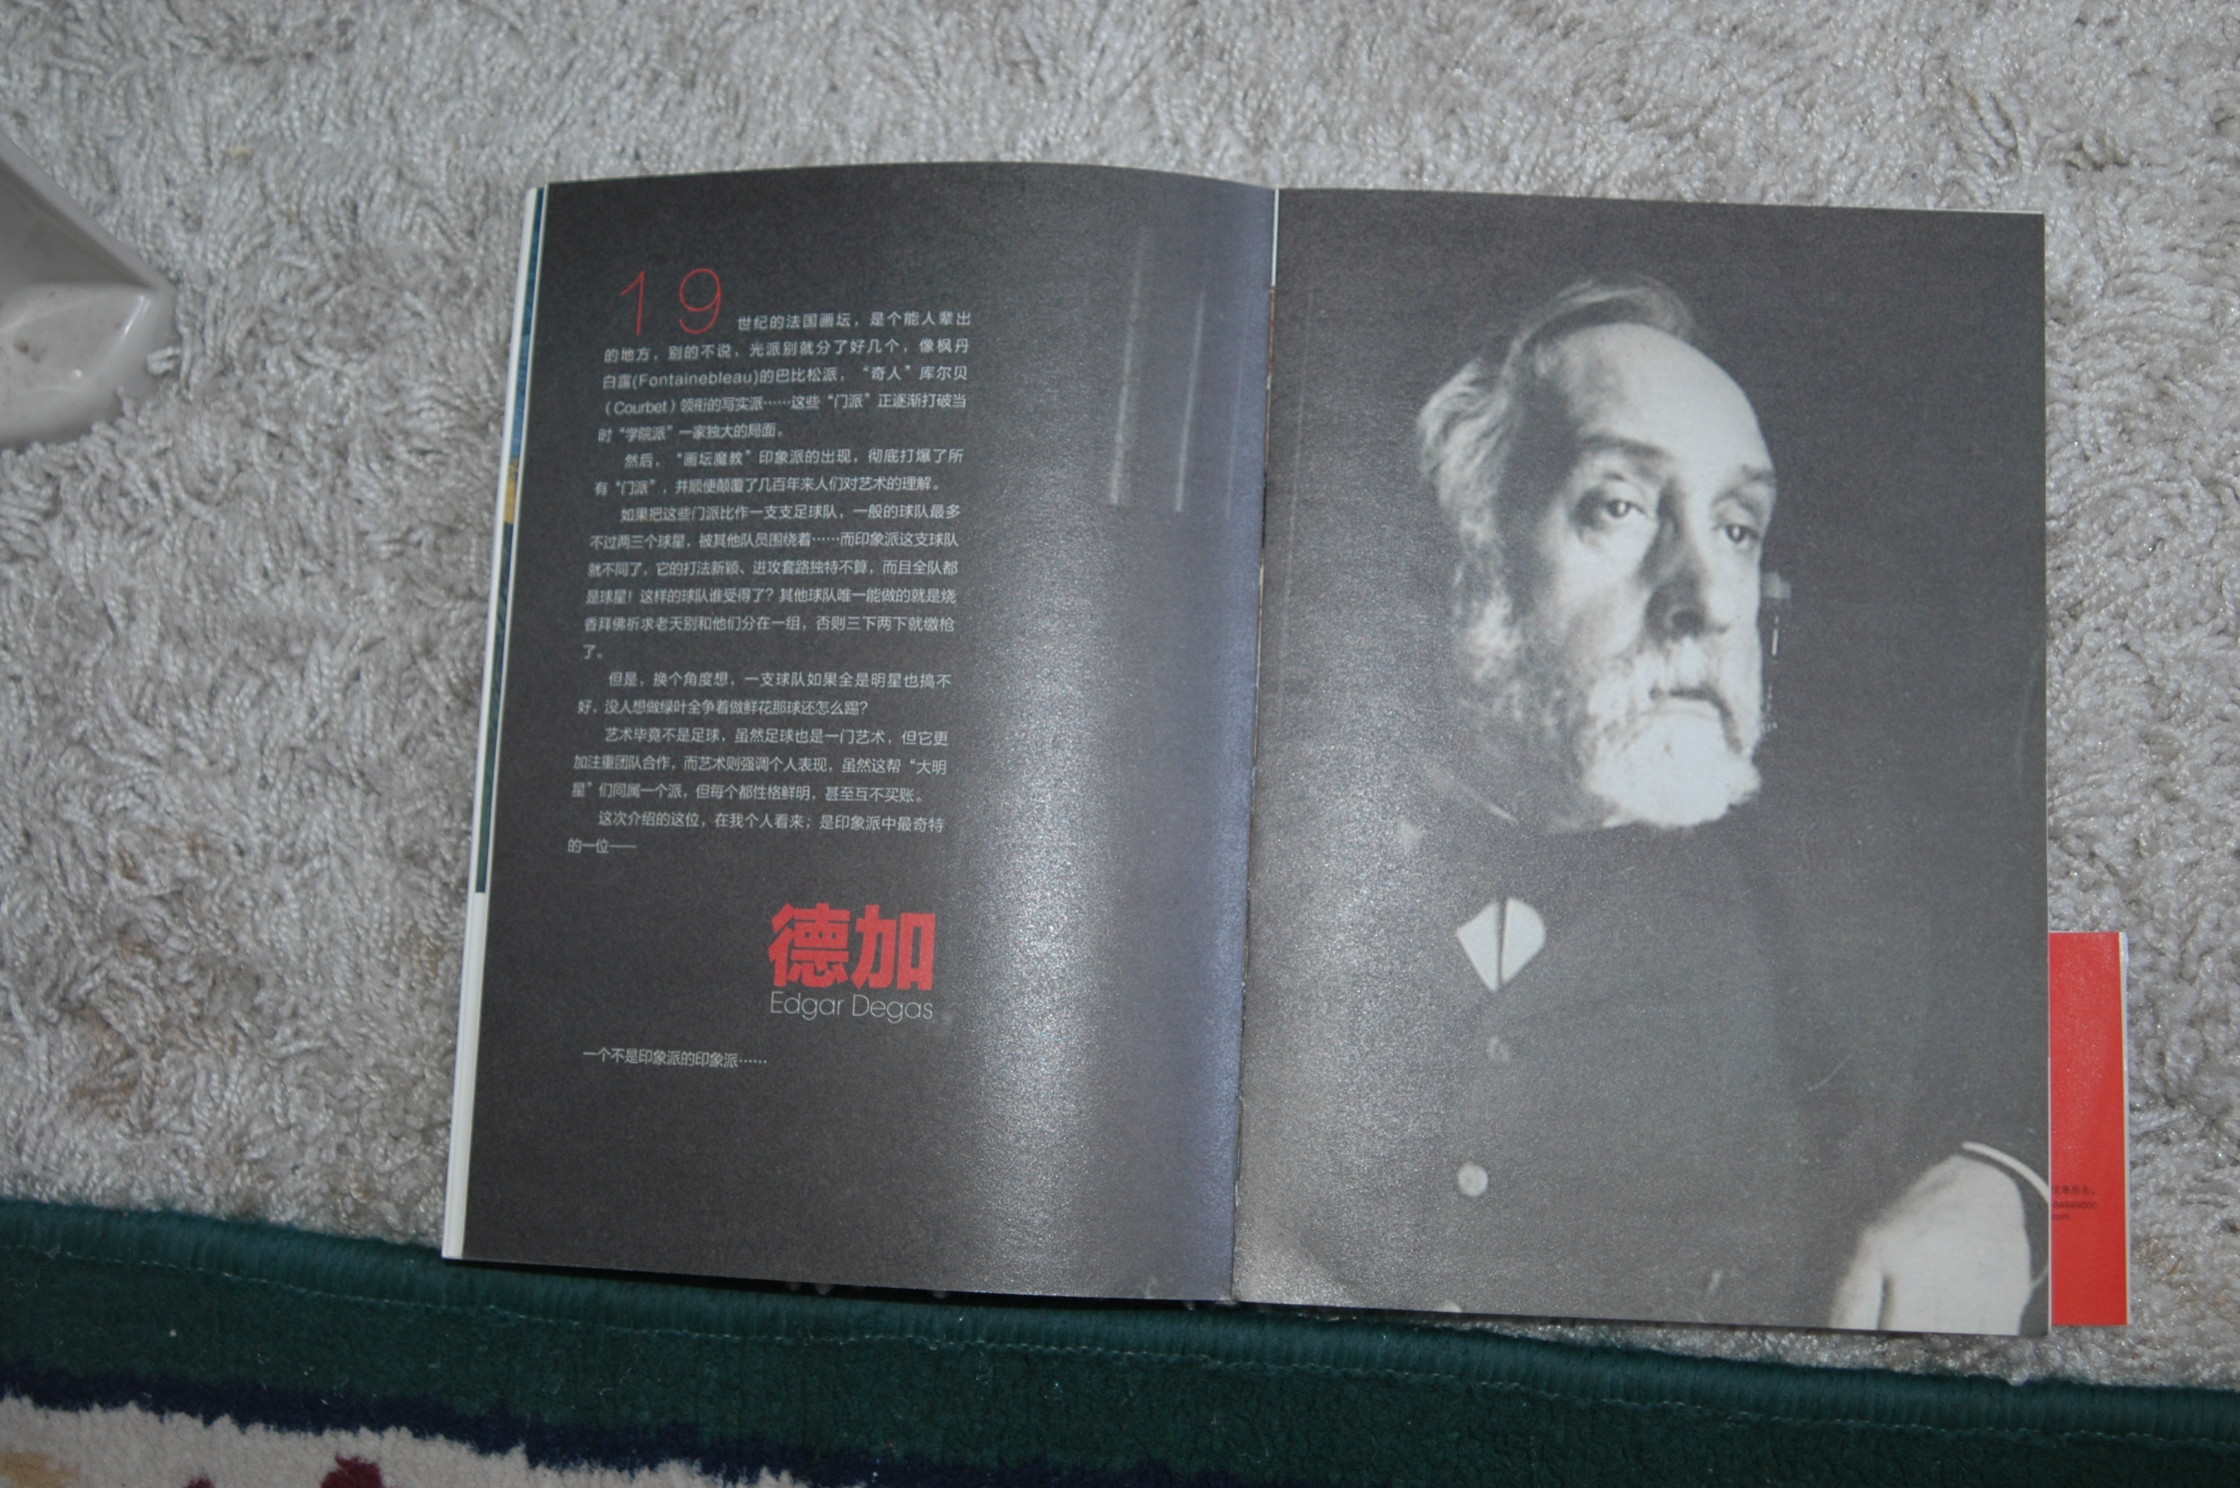 19 世纪的法国画坛，是个能人辈出
的地方，别的不说，光派别就分了好几个，像枫丹
白露(Fontainebleau)的巴比松派，“奇人”库尔贝
(Courbet)领衔的写实派……这些“门派”正逐渐打破当
时“学院派”一家独大的局面。
然后，“画坛魔教”印象派的出现，彻底打爆了所
有“门派”，并顺便颠覆了几百年来人们对艺术的理解。
如果把这些门派比作一支支足球队，一般的球队最多
不过两三个球星，被其他队员围绕着……而印象派这支球队
就不同了，它的打法新颖、进攻套路独特不算，而且全队都
是球星！这样的球队谁受得了？其他球队唯一能做的就是烧
香拜佛祈求老天别和他们分在一组，否则三下两下就缴枪
了。
但是，换个角度想，一支球队如果全是明星也搞不
好，没人想做绿叶全争着做鲜花那球还怎么踢？
艺术毕竟不是足球，虽然足球也是一门艺术，但它更
加注重团队合作，而艺术则强调个人表现，虽然这帮“大明
星”们同属一个派，但每个都性格鲜明，甚至互不买账。
这次介绍的这位，在我个人看来；是印象派中最奇特
的一位——
德加
Edgar Degas
一个不是印象派的印象派……